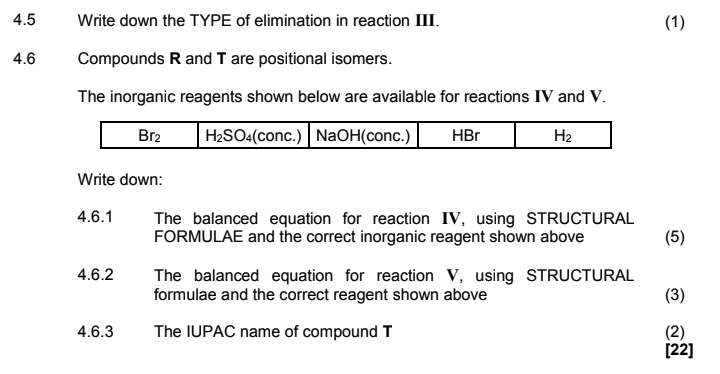 4.5 Write down the TYPE of elimination in reaction III. (1)
4.6 Compounds R and T are positional isomers.
The inorganic reagents shown below are available for reactions IV and V.
Br₂ H₂SO₄(conc.) NaOH(conc.) HBr H₂
Write down:
4.6.1 The balanced equation for reaction IV, using STRUCTURAL
FORMULAE and the correct inorganic reagent shown above (5)
4.6.2 The balanced equation for reaction V, using STRUCTURAL
formulae and the correct reagent shown above (3)
4.6.3 The IUPAC name of compound T (2)
[22]